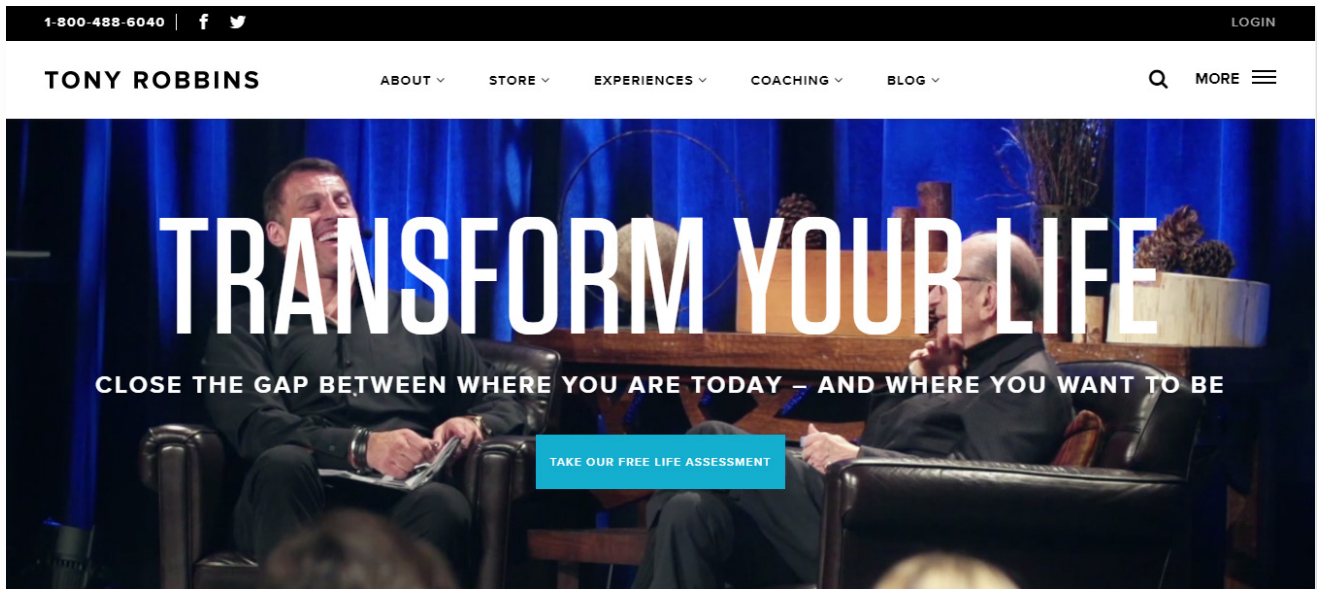 1-800-488-6040
LOGIN
TONY ROBBINS
ABOUT
STORE
EXPERIENCES
COACHING
BLOG
MORE
TRANSFORM YOUR LIFE
CLOSE THE GAP BETWEEN WHERE YOU ARE TODAY – AND WHERE YOU WANT TO BE
TAKE OUR FREE LIFE ASSESSMENT